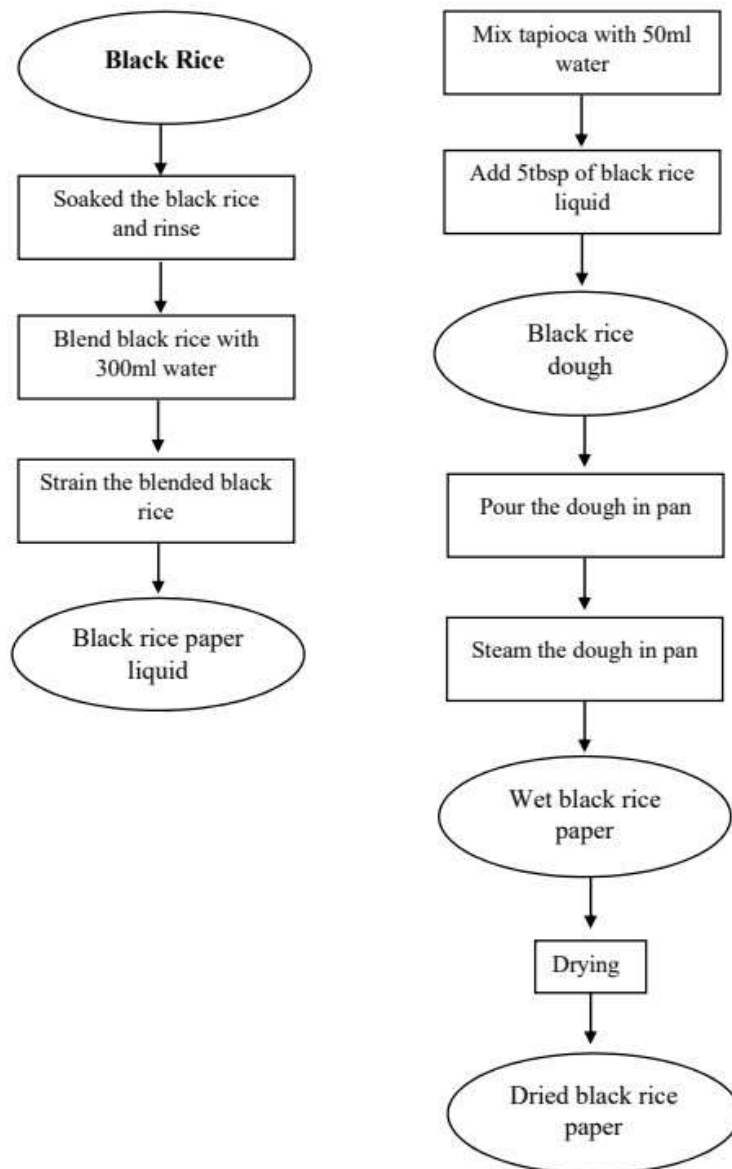 Black Rice
Soaked the black rice
and rinse
Blend black rice with
300ml water
Strain the blended black
rice
Black rice paper
liquid
Mix tapioca with 50ml
water
Add 5tbsp of black rice
liquid
Black rice
dough
Pour the dough in pan
Steam the dough in pan
Wet black rice
paper
Drying
Dried black rice
paper